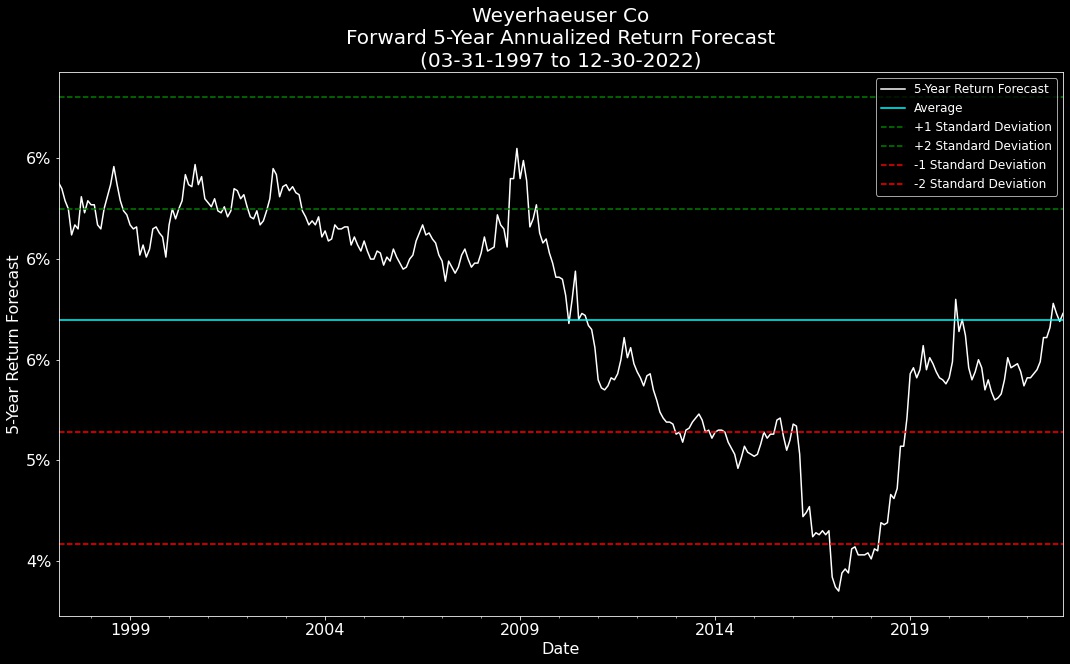 Weyerhaeuser Co
Forward 5-Year Annualized Return Forecast
(03-31-1997 to 12-30-2022)
5-Year Return Forecast
Average
+1 Standard Deviation
+2 Standard Deviation
-1 Standard Deviation
-2 Standard Deviation
5-Year Return Forecast
6%
6%
6%
5%
4%
1999
2004
2009
2014
2019
Date